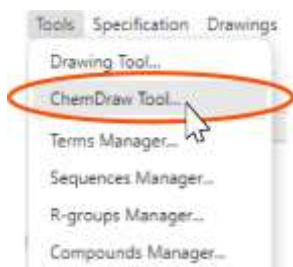 Tools Specification Drawings
Drawing Tool...
ChemDraw Tool...
Terms Manager...
Sequences Manager...
R-groups Manager...
Compounds Manager...